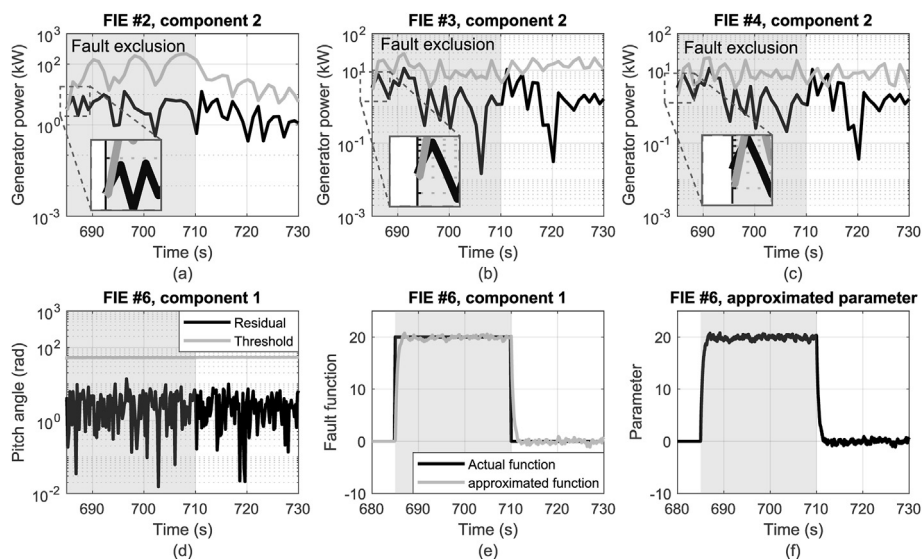 FIE #2, component 2
Fault exclusion
Generator power (kW)
10^3
10^2
10^0
10^-3
690 700 710 720 730
Time (s)
(a)
FIE #3, component 2
Fault exclusion
Generator power (kW)
10^3
10^1
10^-1
10^-3
690 700 710 720 730
Time (s)
(b)
FIE #4, component 2
Fault exclusion
Generator power (kW)
10^3
10^1
10^-1
10^-3
690 700 710 720 730
Time (s)
(c)
FIE #6, component 1
Residual
Threshold
Pitch angle (rad)
10^3
10^2
10^0
10^-2
690 700 710 720 730
Time (s)
(d)
FIE #6, component 1
Fault function
20
10
0
-10
Actual function
approximated function
680 690 700 710 720 730
Time (s)
(e)
FIE #6, approximated parameter
Parameter
20
10
0
-10
680 690 700 710 720 730
Time (s)
(f)